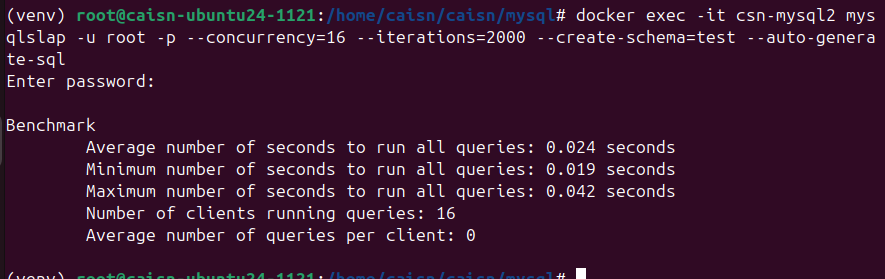 (venv) root@caisn-ubuntu24-1121:/home/caisn/caisn/mysql# docker exec -it csn-mysql2 mys
qlslap -u root -p --concurrency=16 --iterations=2000 --create-schema=test --auto-genera
te-sql
Enter password:
Benchmark
Average number of seconds to run all queries: 0.024 seconds
Minimum number of seconds to run all queries: 0.019 seconds
Maximum number of seconds to run all queries: 0.042 seconds
Number of clients running queries: 16
Average number of queries per client: 0
(venv) root@caisn-ubuntu24-1121:/home/caisn/caisn/mysql#